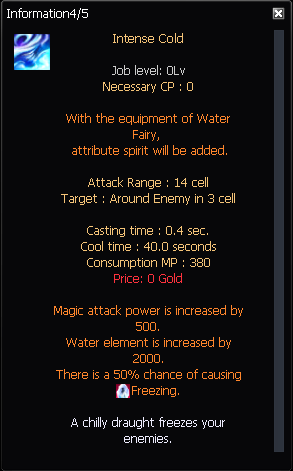 Information4/5
Intense Cold
Job level: 0Lv
Necessary CP : 0
With the equipment of Water
Fairy,
attribute spirit will be added.
Attack Range : 14 cell
Target : Around Enemy in 3 cell
Casting time : 0.4 sec.
Cool time : 40.0 seconds
Consumption MP : 380
Price: 0 Gold
Magic attack power is increased by
500.
Water element is increased by
2000.
There is a 50% chance of causing
Freezing.
A chilly draught freezes your
enemies.